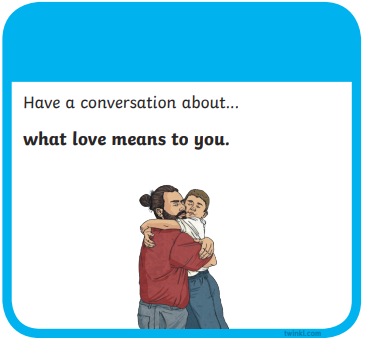 Have a conversation about...
what love means to you.
twinkl.com